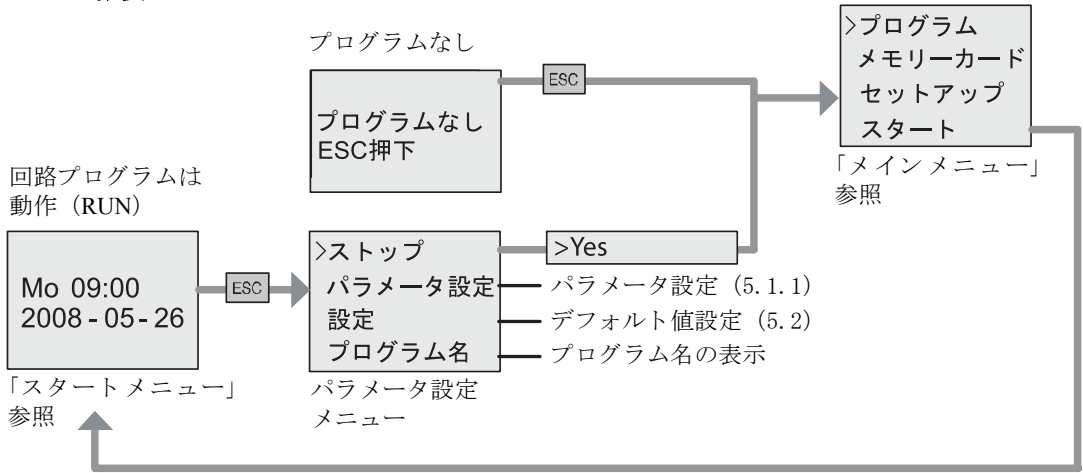 プログラムなし
プログラムなし
ESC押下
ESC
>プログラム
メモリーカード
セットアップ
スタート
「メイン メニュー」
参照
回路プログラムは
動作（RUN）
Mo 09:00
2008-05-26
「スタート メニュー」
参照
ESC
>ストップ
パラメータ設定
設定
プログラム名
パラメータ設定
メニュー
>Yes
パラメータ設定（5.1.1）
デフォルト値設定（5.2）
プログラム名の表示